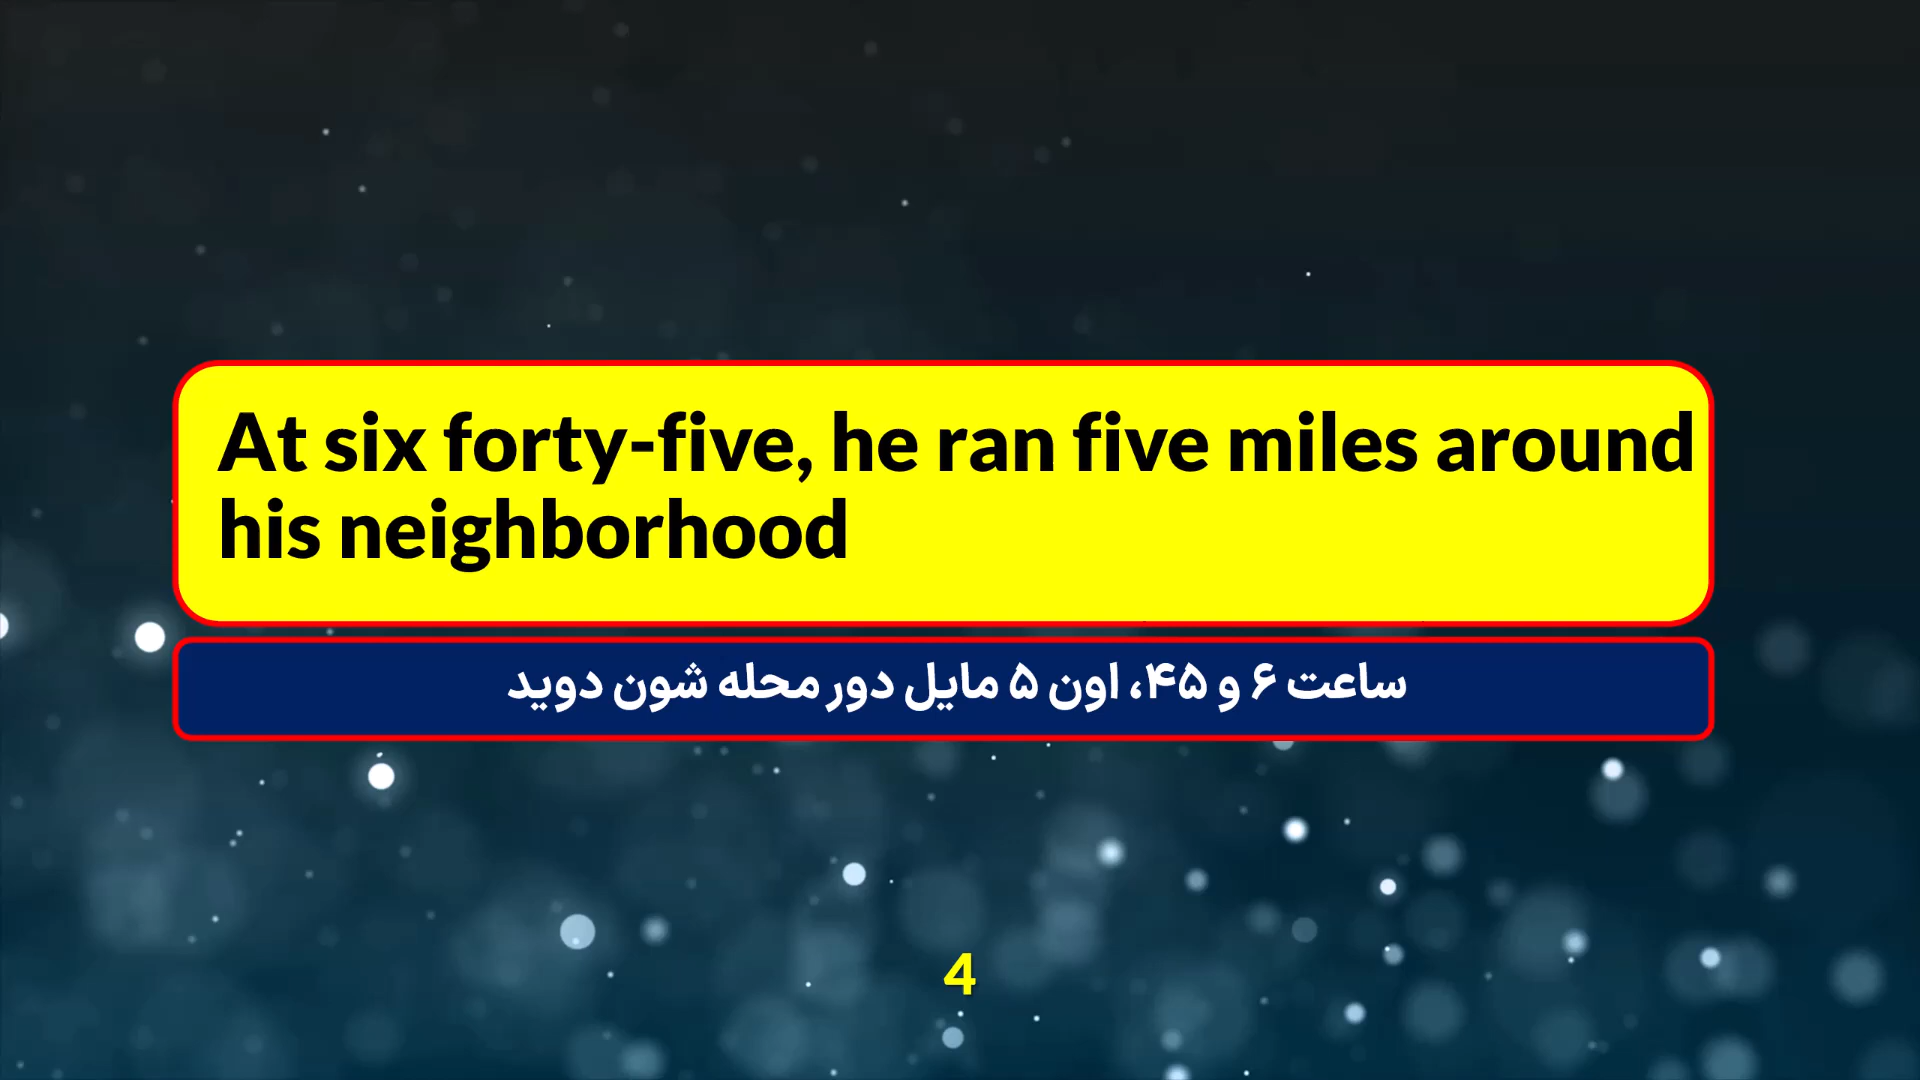 At six forty-five, he ran five miles around
his neighborhood
ساعت ۶ و ۴۵، اون ۵ مایل دور محله شون دوید
4